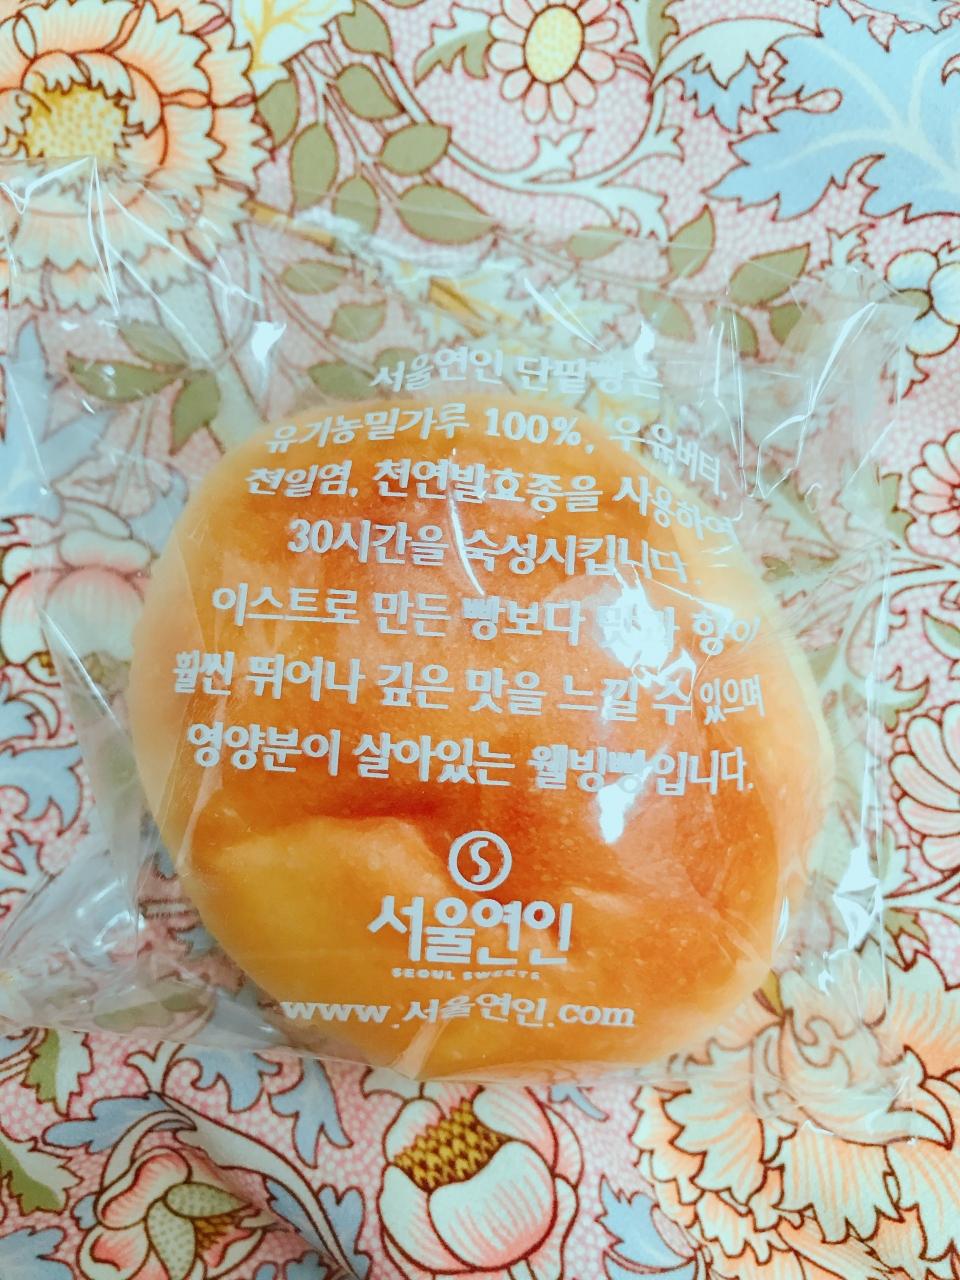 서울연인 단팥빵은
유기농밀가루 100%, 우유버터,
천일염, 천연발효종을 사용하여
30시간을 숙성시킵니다.
이스트로 만든 빵보다 맛과 향이
훨씬 뛰어나 깊은 맛을 느낄 수 있으며
영양분이 살아있는 웰빙빵입니다.
S
서울연인
SEOUL SWEETS
www.서울연인.com